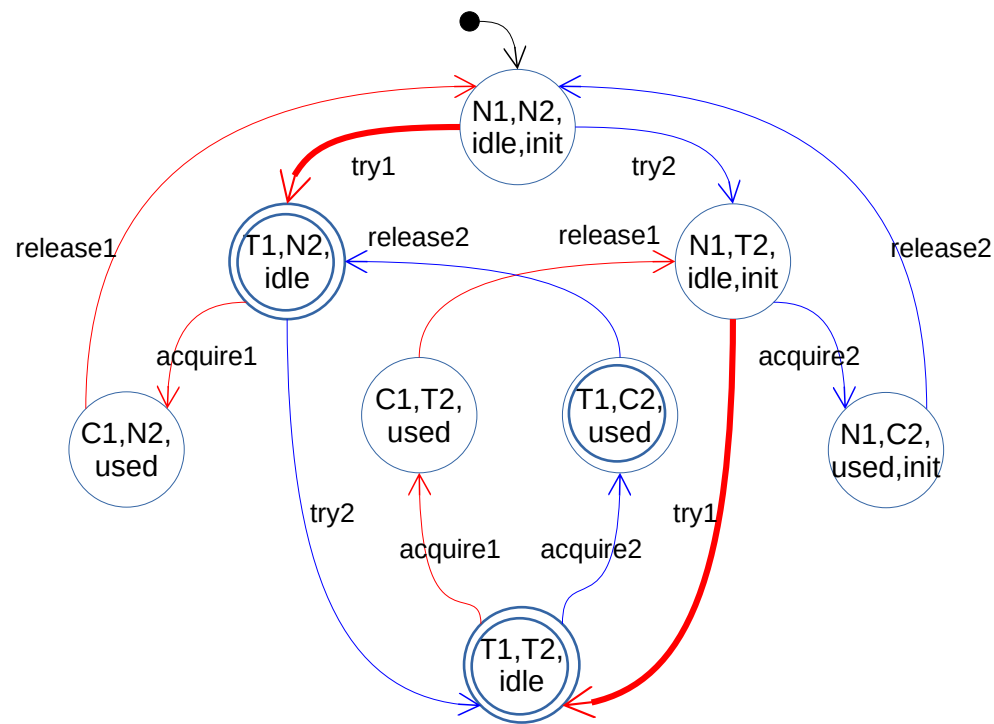 N1,N2,
idle,init
try1
try2
release1
T1,N2,
idle
release2
release1
N1,T2,
idle,init
release2
acquire1
acquire2
C1,N2,
used
C1,T2,
used
T1,C2,
used
N1,C2,
used,init
try2
try1
acquire1
acquire2
T1,T2,
idle